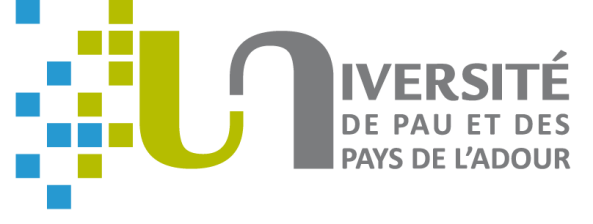 UNIVERSITÉ
DE PAU ET DES
PAYS DE L'ADOUR